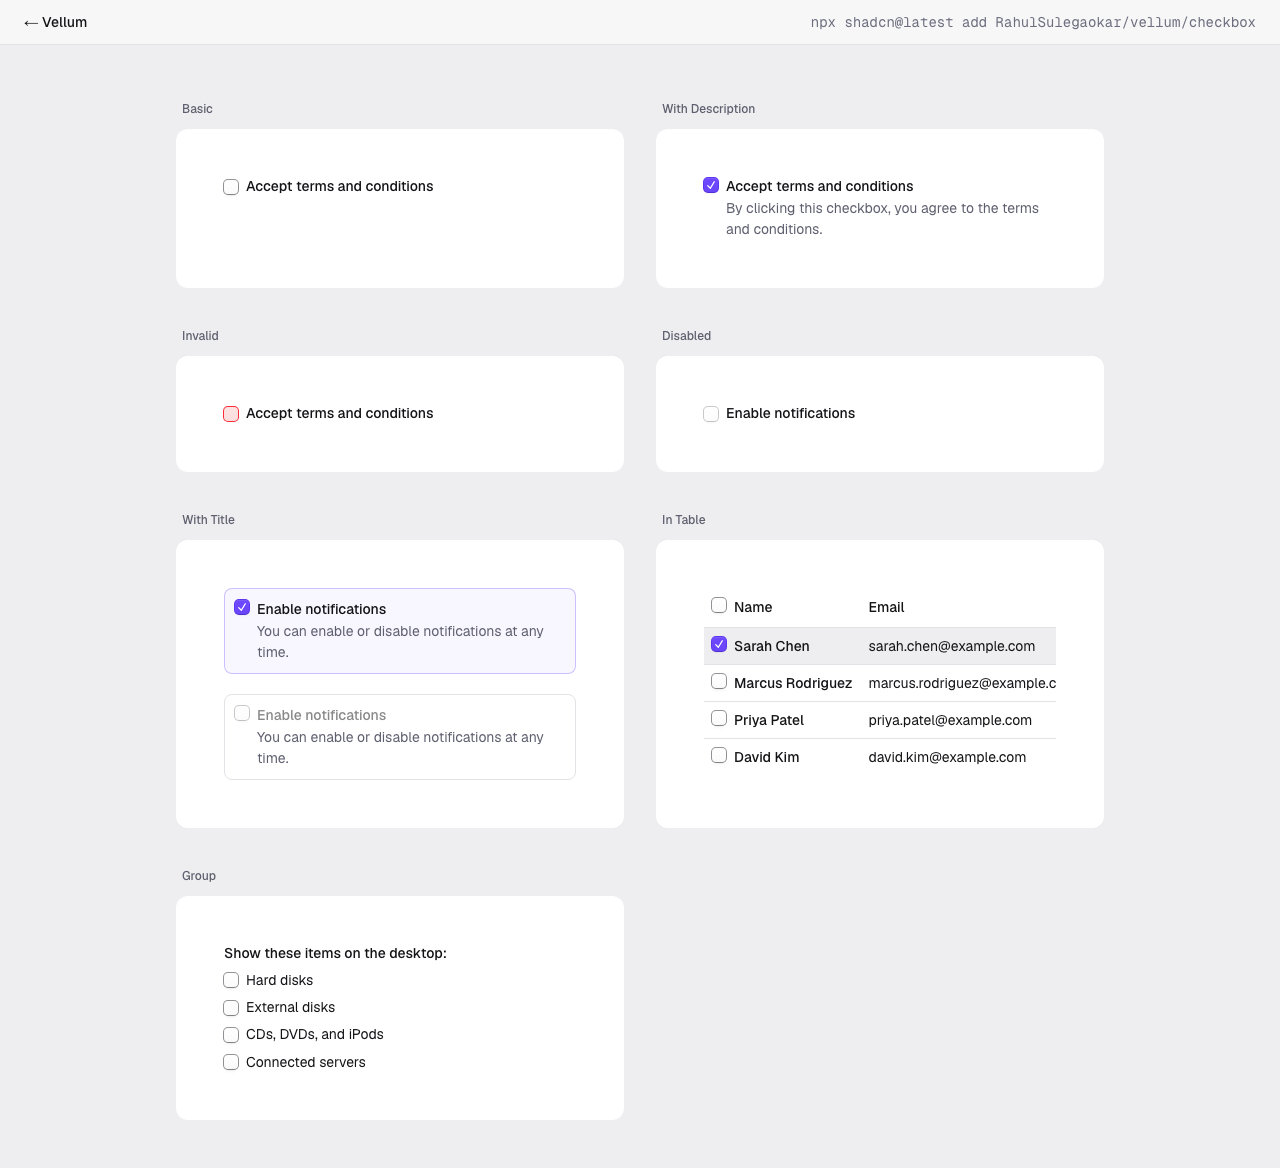 ← Vellum
npx shadcn@latest add RahulSulegaokar/vellum/checkbox
Basic
Accept terms and conditions
With Description
Accept terms and conditions
By clicking this checkbox, you agree to the terms
and conditions.
Invalid
Accept terms and conditions
Disabled
Enable notifications
With Title
Enable notifications
You can enable or disable notifications at any
time.
Enable notifications
You can enable or disable notifications at any
time.
In Table
Name Email
Sarah Chen sarah.chen@example.com
Marcus Rodriguez marcus.rodriguez@example.c
Priya Patel priya.patel@example.com
David Kim david.kim@example.com
Group
Show these items on the desktop:
Hard disks
External disks
CDs, DVDs, and iPods
Connected servers